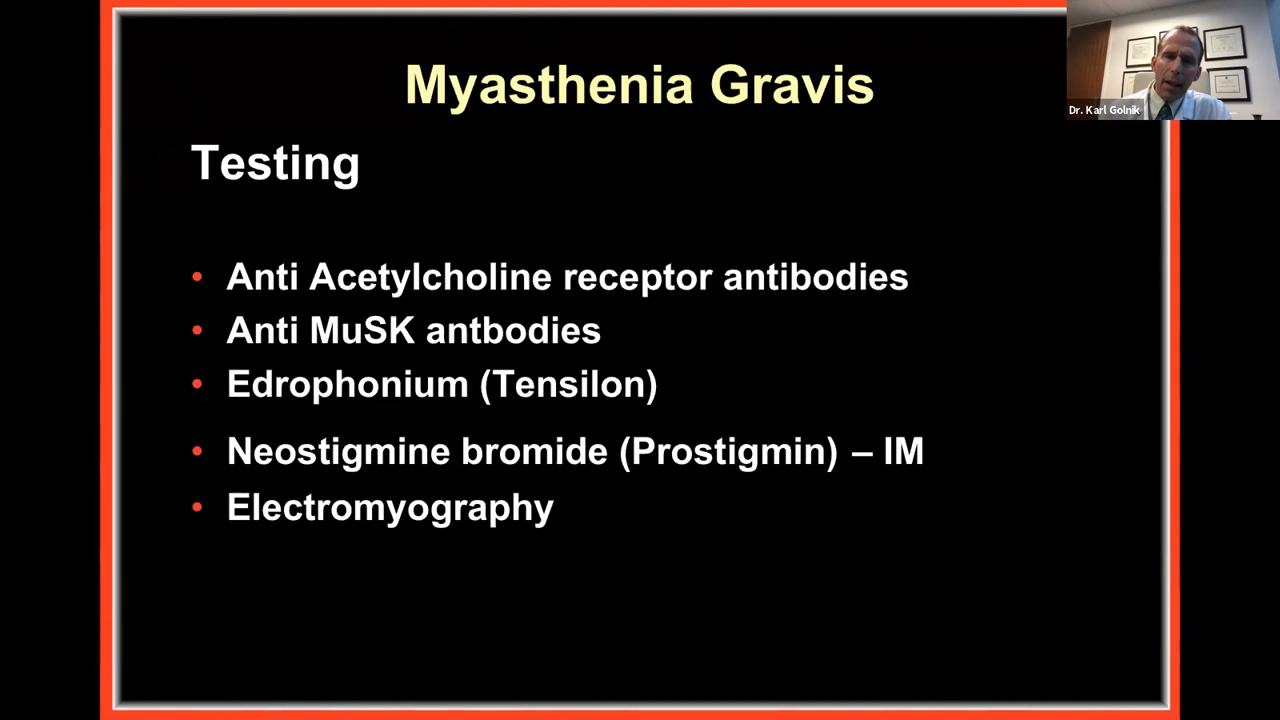 Myasthenia Gravis
Dr. Karl Golnik
Testing
• Anti Acetylcholine receptor antibodies
• Anti MuSK antbodies
• Edrophonium (Tensilon)
• Neostigmine bromide (Prostigmin) – IM
• Electromyography